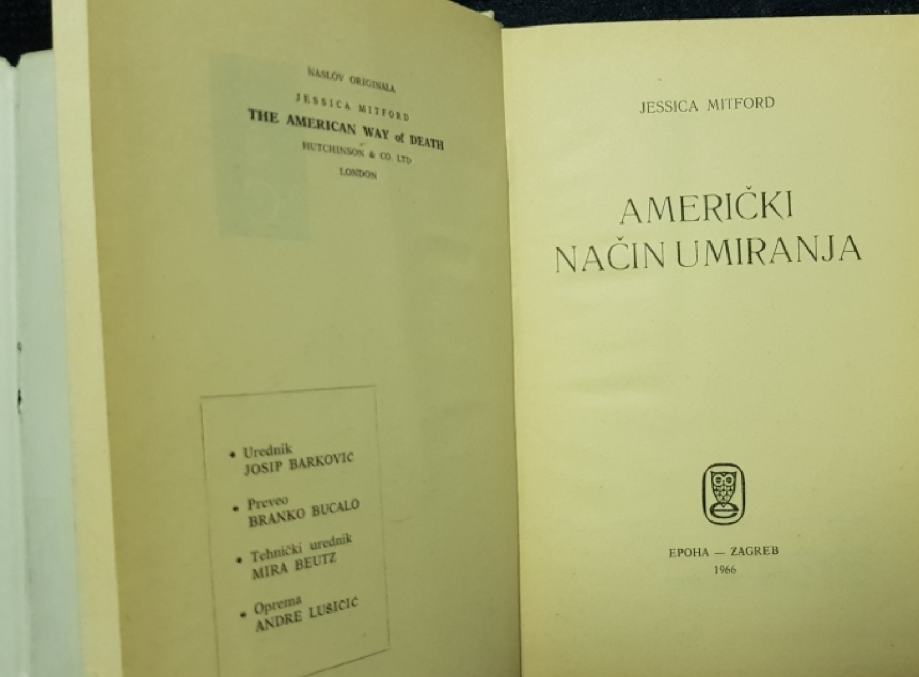 NASLOV ORIGINALA
JESSICA MITFORD
THE AMERICAN WAY of DEATH
HUTCHINSON & CO. LTD
LONDON
• Urednik
JOSIP BARKOVIĆ
• Preveo
BRANKO BUCALO
• Tehnički urednik
MIRA BEUTZ
• Oprema
ANDRE LUŠIČIĆ
JESSICA MITFORD
AMERIČKI
NAČIN UMIRANJA
EPOHA — ZAGREB
1966